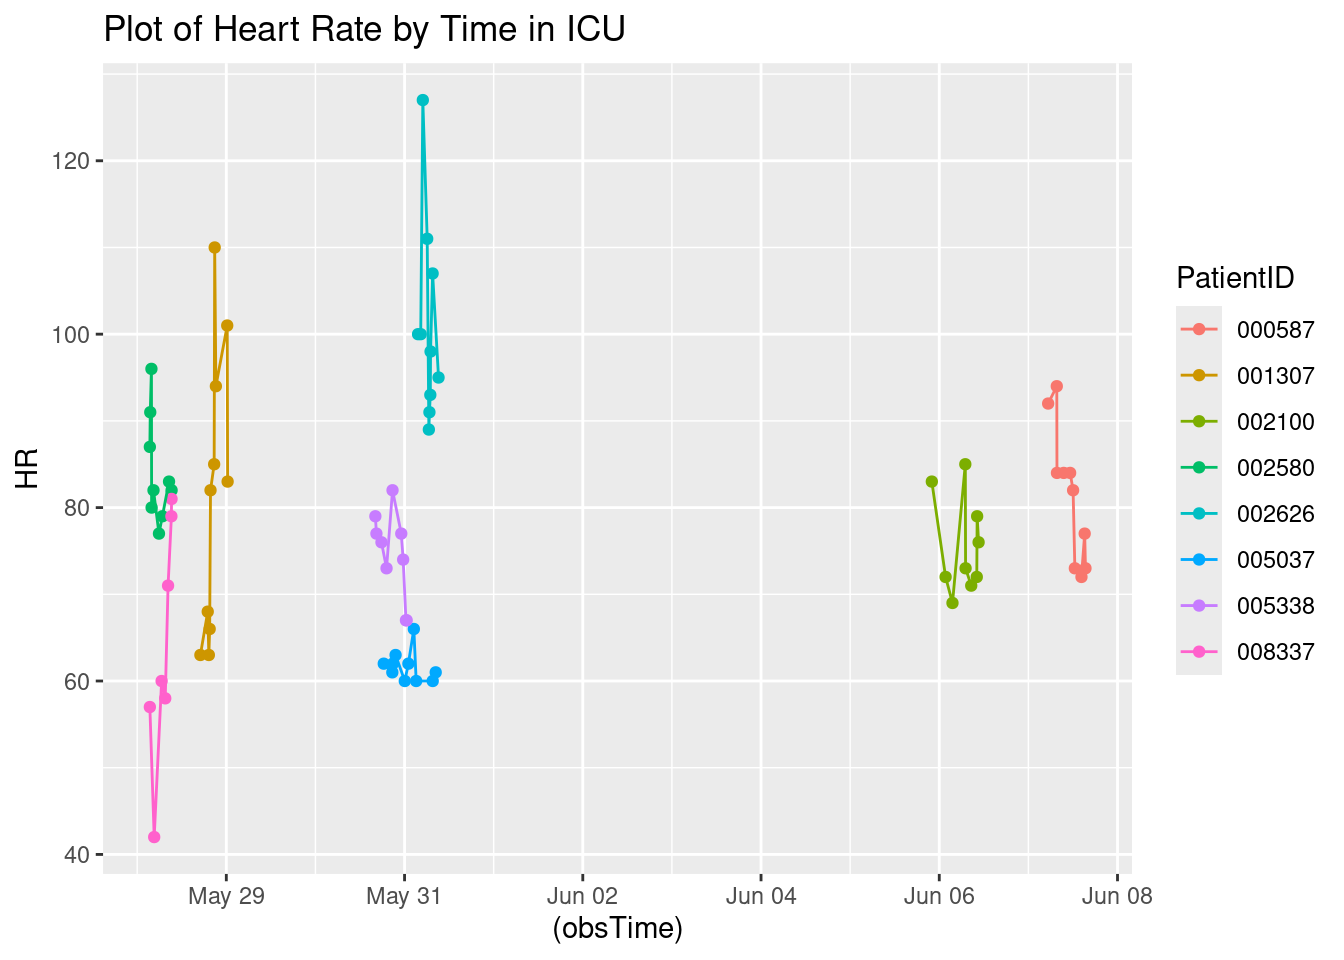 Plot of Heart Rate by Time in ICU
HR
120
100
80
60
40
May 29
May 31
Jun 02
Jun 04
Jun 06
Jun 08
(obsTime)
PatientID
000587
001307
002100
002580
002626
005037
005338
008337